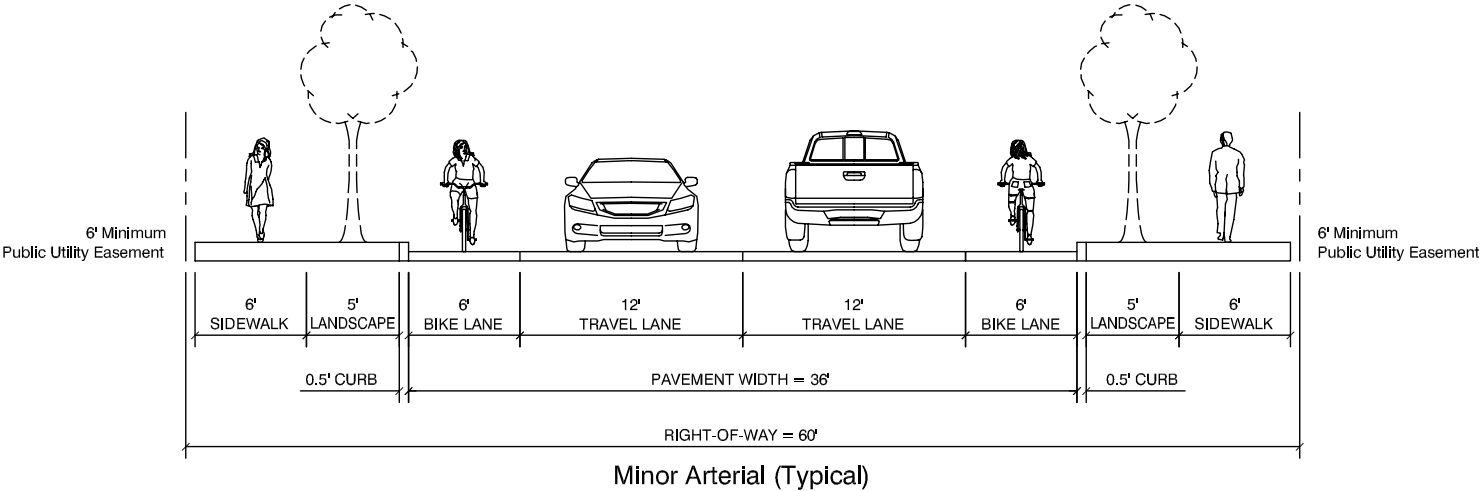 6' Minimum
Public Utility Easement
6' Minimum
Public Utility Easement
6' 5' 6' 12' 12' 6' 5' 6'
SIDEWALK LANDSCAPE BIKE LANE TRAVEL LANE TRAVEL LANE BIKE LANE LANDSCAPE SIDEWALK
0.5' CURB PAVEMENT WIDTH = 36' 0.5' CURB
RIGHT-OF-WAY = 60'
Minor Arterial (Typical)